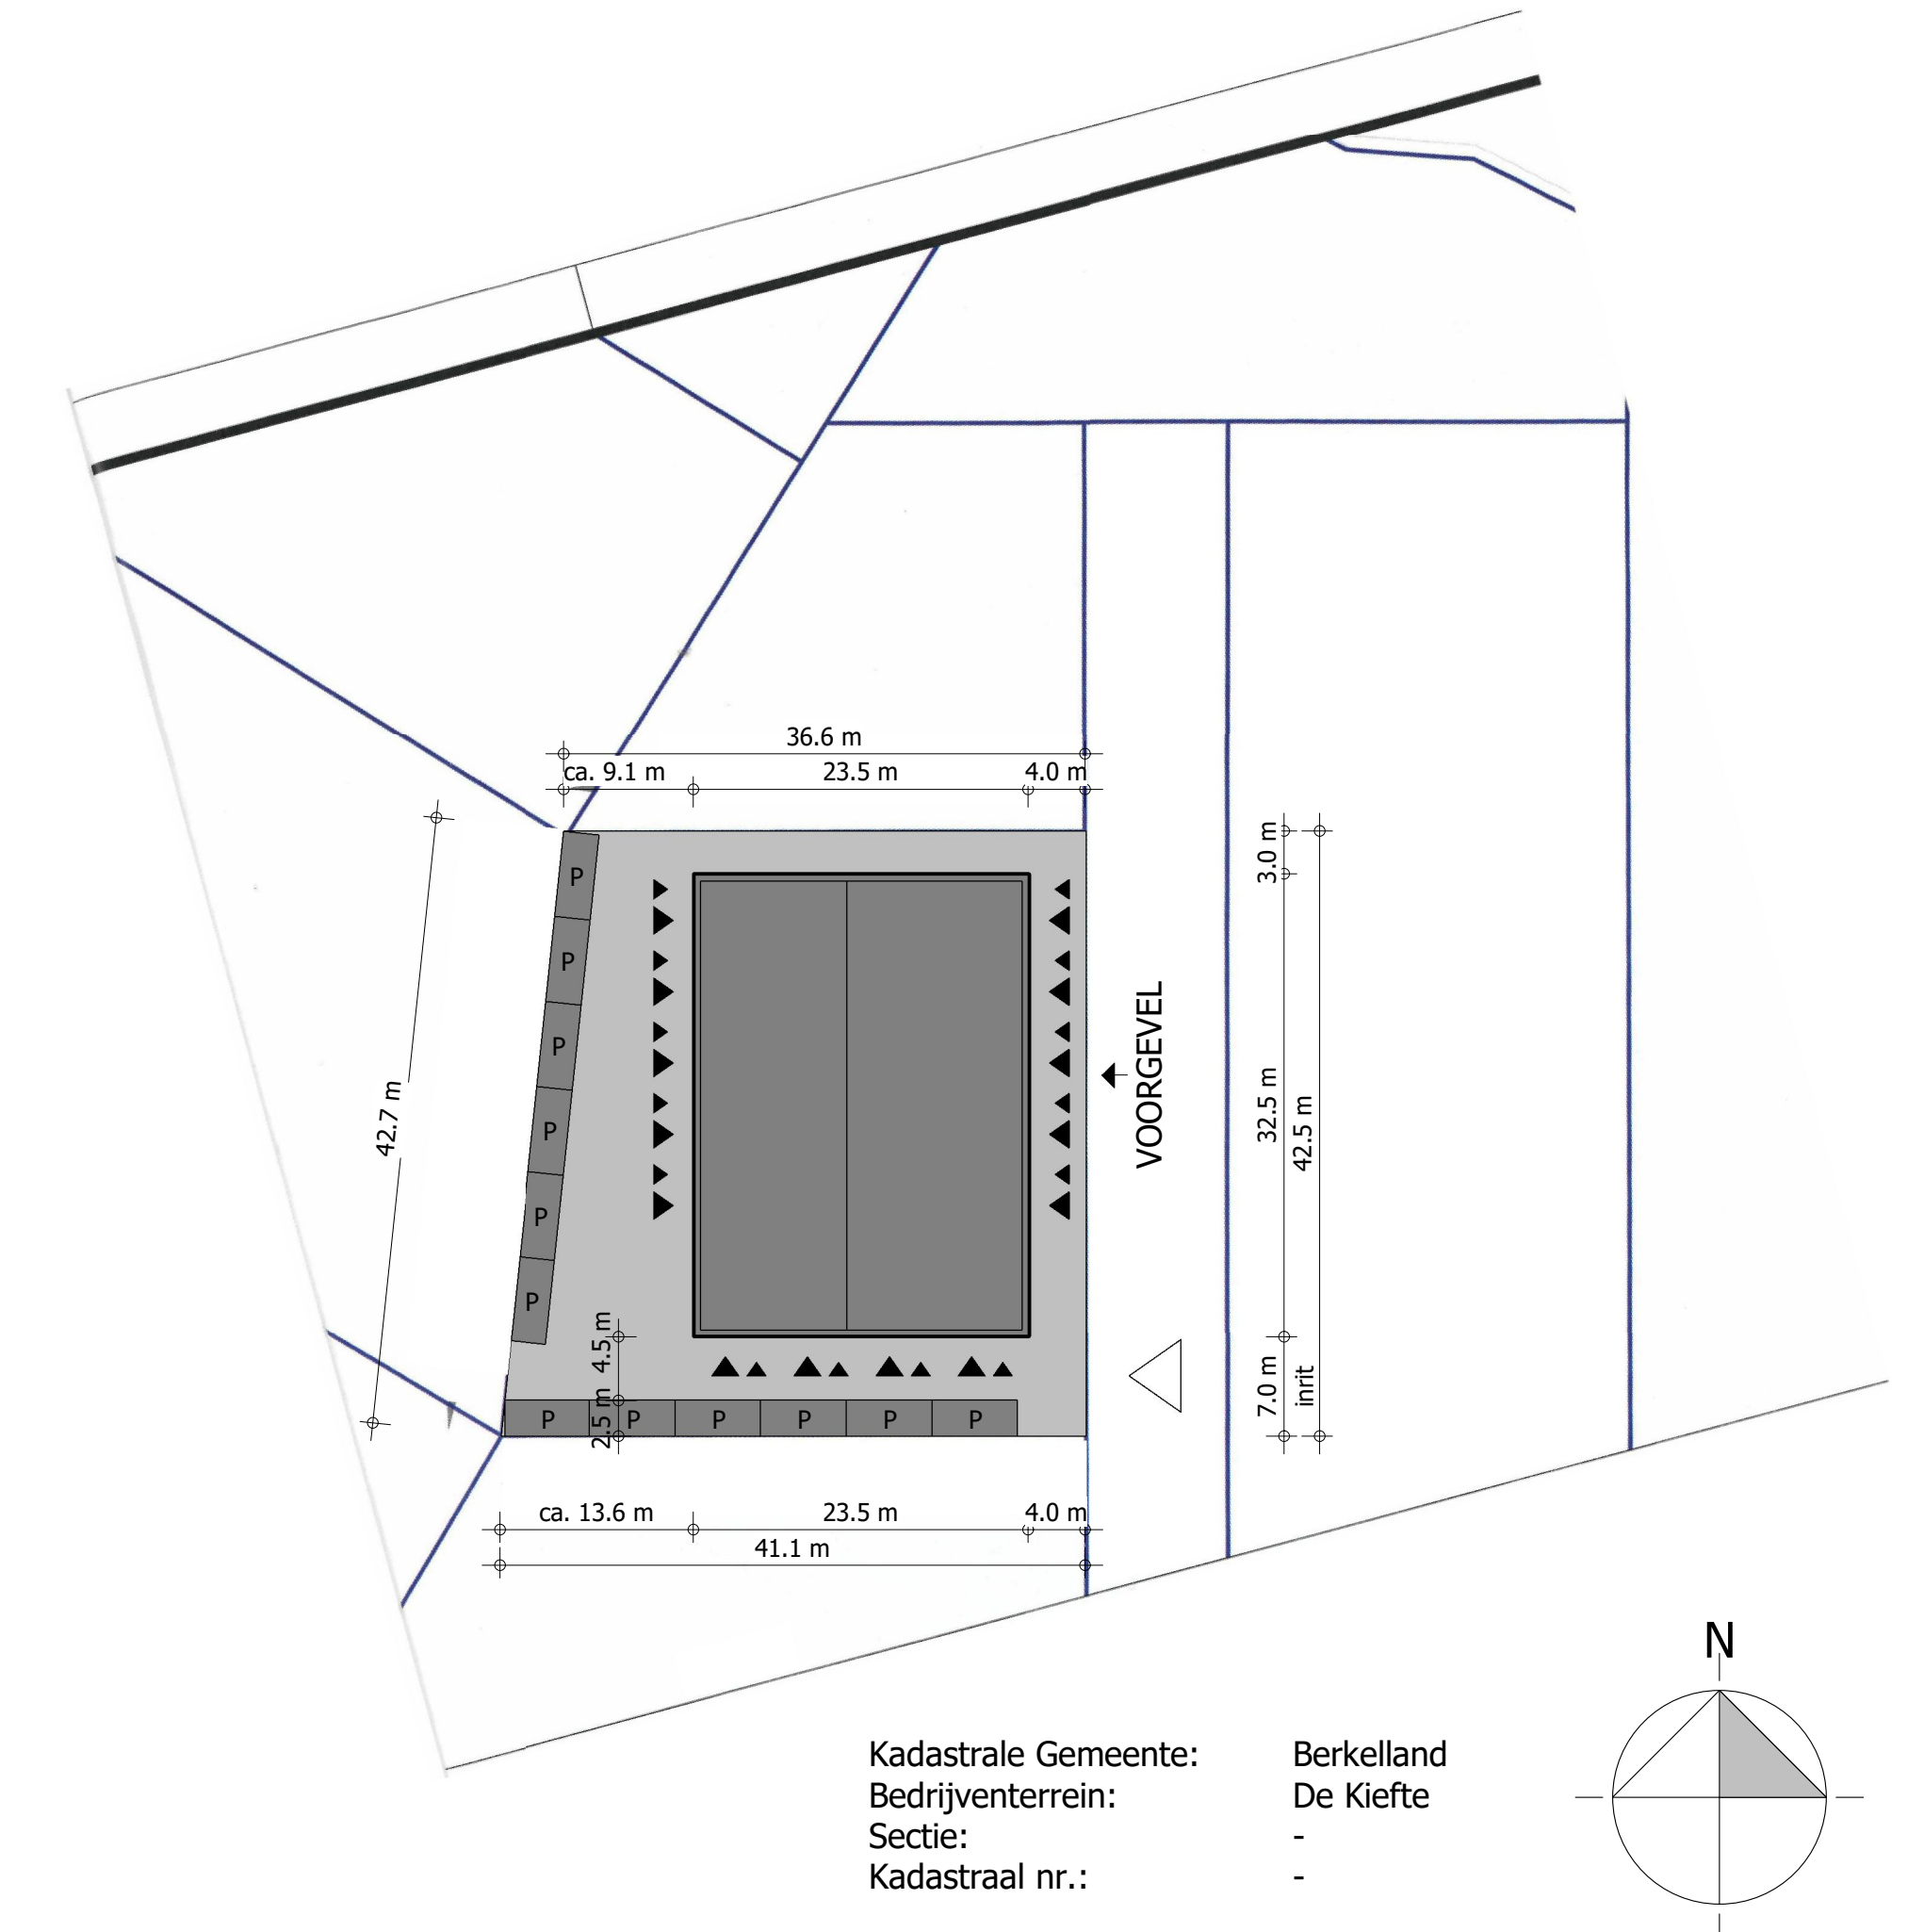 36.6 m
ca. 9.1 m 23.5 m 4.0 m
3.0 m
32.5 m
42.5 m
7.0 m
inrit
42.7 m
P
P
P
P
P
P
VOORGEVEL
4.5 m
2.5 m
P P P P P P
ca. 13.6 m 23.5 m 4.0 m
41.1 m
N
Kadastrale Gemeente: Berkelland
Bedrijventerrein: De Kiefte
Sectie: -
Kadastraal nr.: -